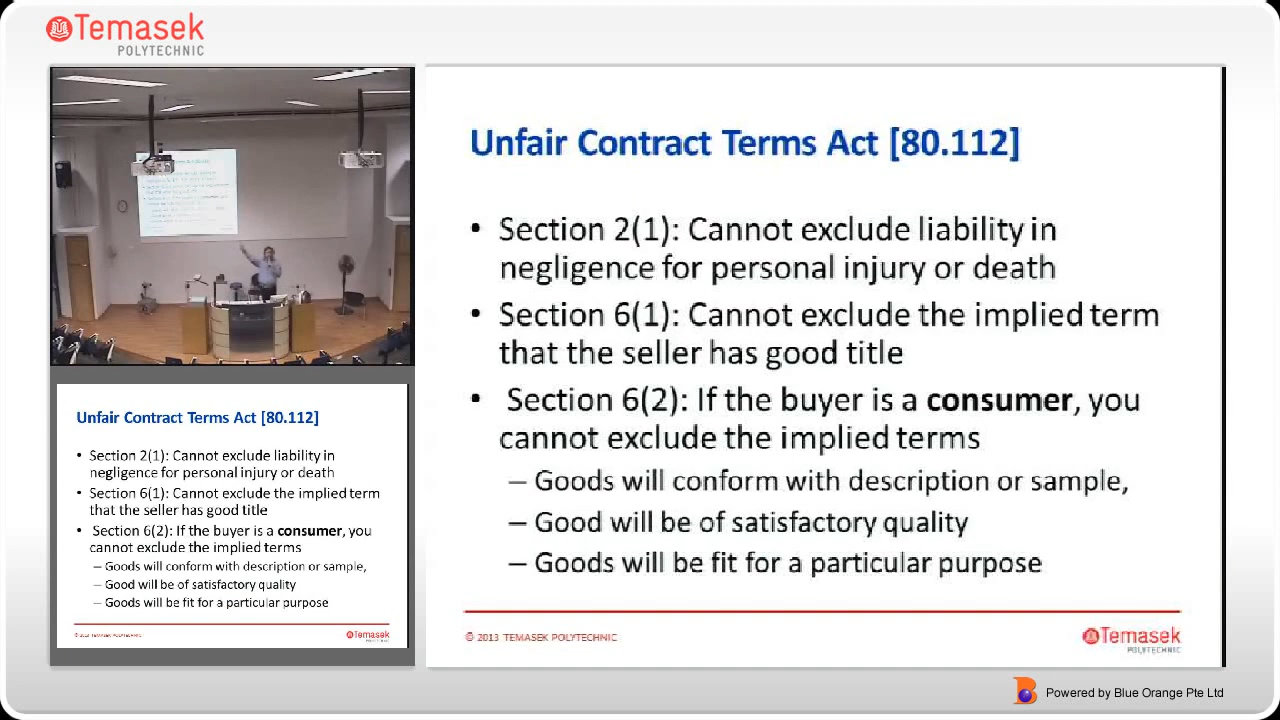 Temasek
POLYTECHNIC
Unfair Contract Terms Act [80.112]
• Section 2(1): Cannot exclude liability in
negligence for personal injury or death
• Section 6(1): Cannot exclude the implied term
that the seller has good title
• Section 6(2): If the buyer is a consumer, you
cannot exclude the implied terms
– Goods will conform with description or sample,
– Good will be of satisfactory quality
– Goods will be fit for a particular purpose
© 2013 TEMASEK POLYTECHNIC
Temasek
POLYTECHNIC
Unfair Contract Terms Act [80.112]
• Section 2(1): Cannot exclude liability in
negligence for personal injury or death
• Section 6(1): Cannot exclude the implied term
that the seller has good title
• Section 6(2): If the buyer is a consumer, you
cannot exclude the implied terms
– Goods will conform with description or sample,
– Good will be of satisfactory quality
– Goods will be fit for a particular purpose
© 2013 TEMASEK POLYTECHNIC
Temasek
POLYTECHNIC
Powered by Blue Orange Pte Ltd